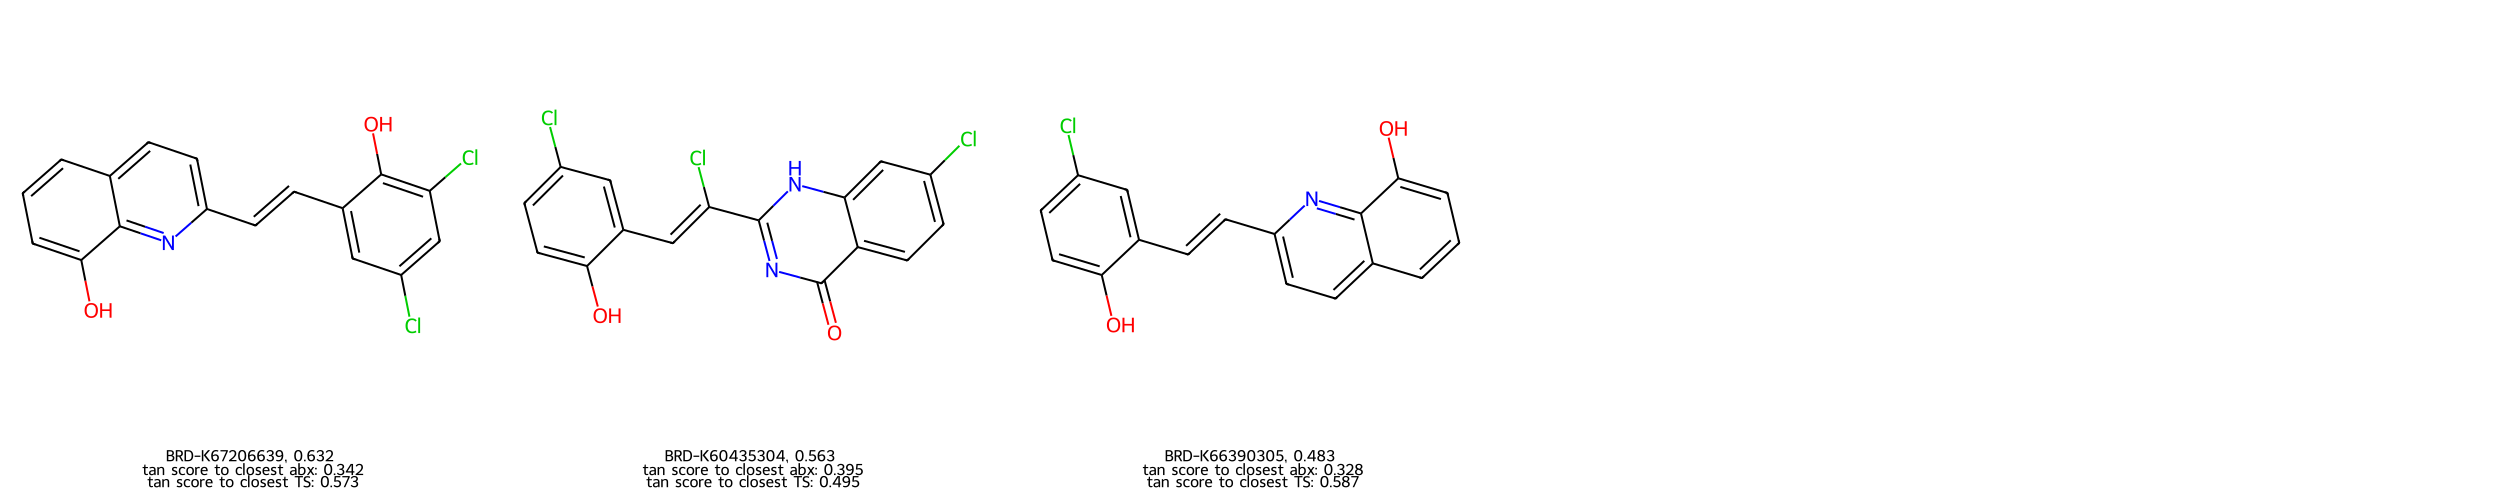 OH
Cl
N
OH
Cl
Cl
Cl
H
N
Cl
N
OH
O
Cl
OH
N
OH
BRD-K67206639, 0.632
tan score to closest abx: 0.342
tan score to closest TS: 0.573
BRD-K60435304, 0.563
tan score to closest abx: 0.395
tan score to closest TS: 0.495
BRD-K66390305, 0.483
tan score to closest abx: 0.328
tan score to closest TS: 0.587